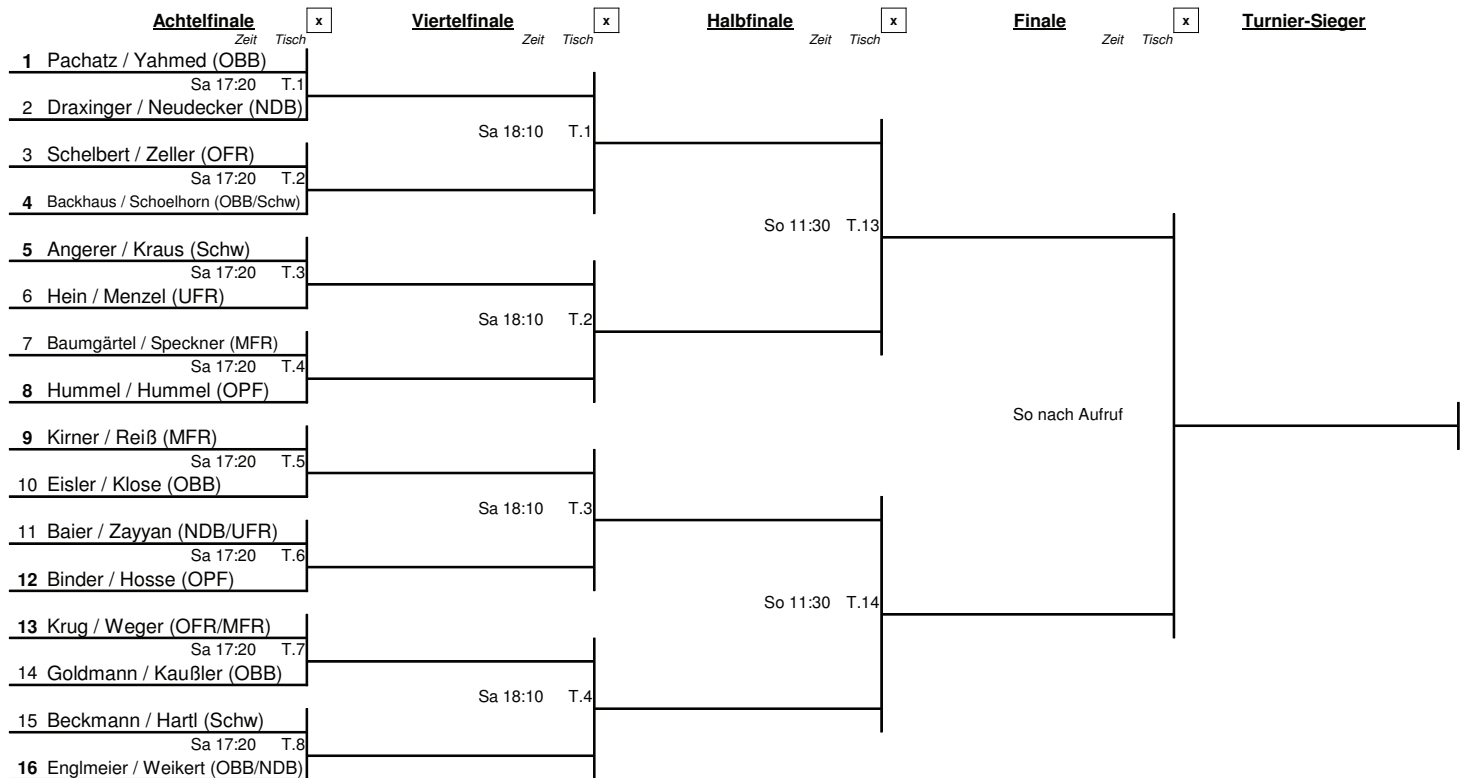 Achtelfinale x Viertelfinale x Halbfinale x Finale x Turnier-Sieger
Zeit Tisch Zeit Tisch Zeit Tisch Zeit Tisch
1 Pachatz / Yahmed (OBB)
Sa 17:20 T.1
2 Draxinger / Neudecker (NDB)
Sa 18:10 T.1
3 Schelbert / Zeller (OFR)
Sa 17:20 T.2
4 Backhaus / Schoelhorn (OBB/Schw)
So 11:30 T.13
5 Angerer / Kraus (Schw)
Sa 17:20 T.3
6 Hein / Menzel (UFR)
Sa 18:10 T.2
7 Baumgärtel / Speckner (MFR)
Sa 17:20 T.4
8 Hummel / Hummel (OPF)
So nach Aufruf
9 Kirner / Reiß (MFR)
Sa 17:20 T.5
10 Eisler / Klose (OBB)
Sa 18:10 T.3
11 Baier / Zayyan (NDB/UFR)
Sa 17:20 T.6
12 Binder / Hosse (OPF)
So 11:30 T.14
13 Krug / Weger (OFR/MFR)
Sa 17:20 T.7
14 Goldmann / Kaußler (OBB)
Sa 18:10 T.4
15 Beckmann / Hartl (Schw)
Sa 17:20 T.8
16 Englmeier / Weikert (OBB/NDB)